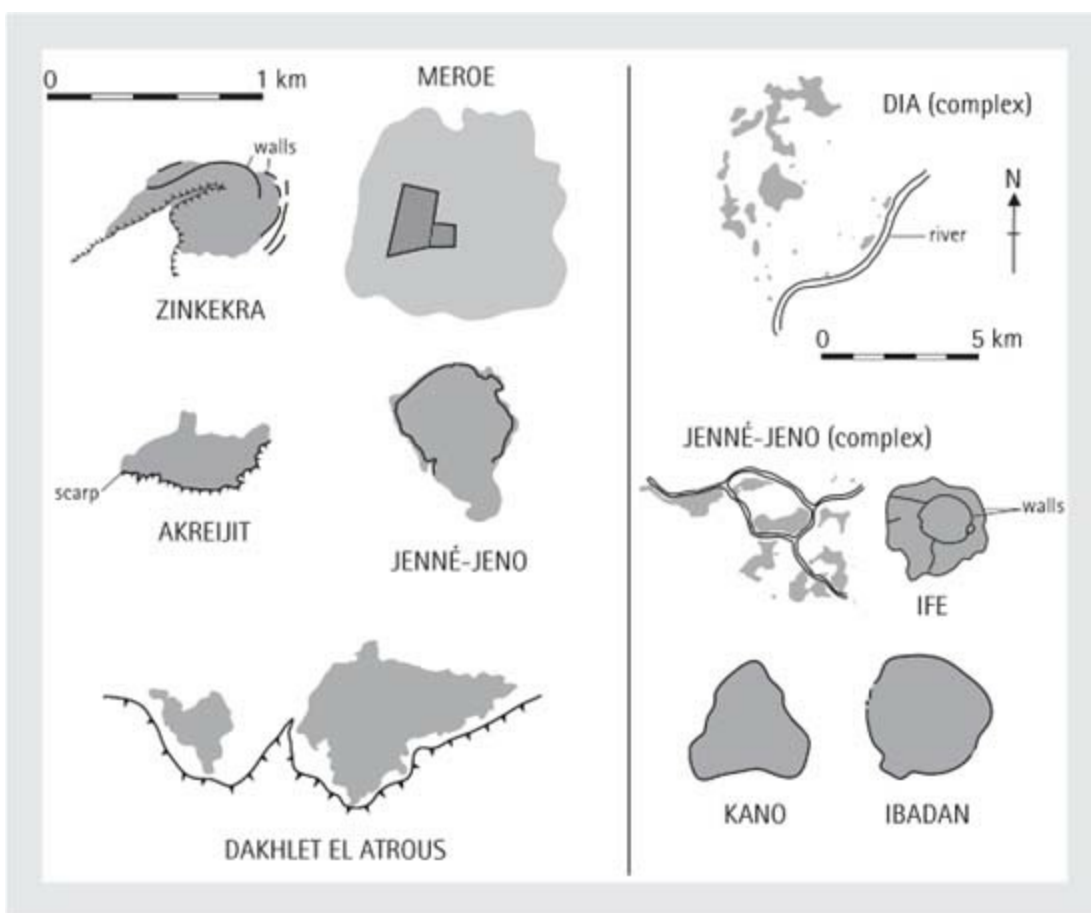 0 1 km
MEROE
walls
ZINKEKRA
scarp
AKREIJIT
JENNÉ-JENO
DAKHLET EL ATROUS
DIA (complex)
N
river
0 5 km
JENNÉ-JENO (complex)
walls
IFE
KANO
IBADAN